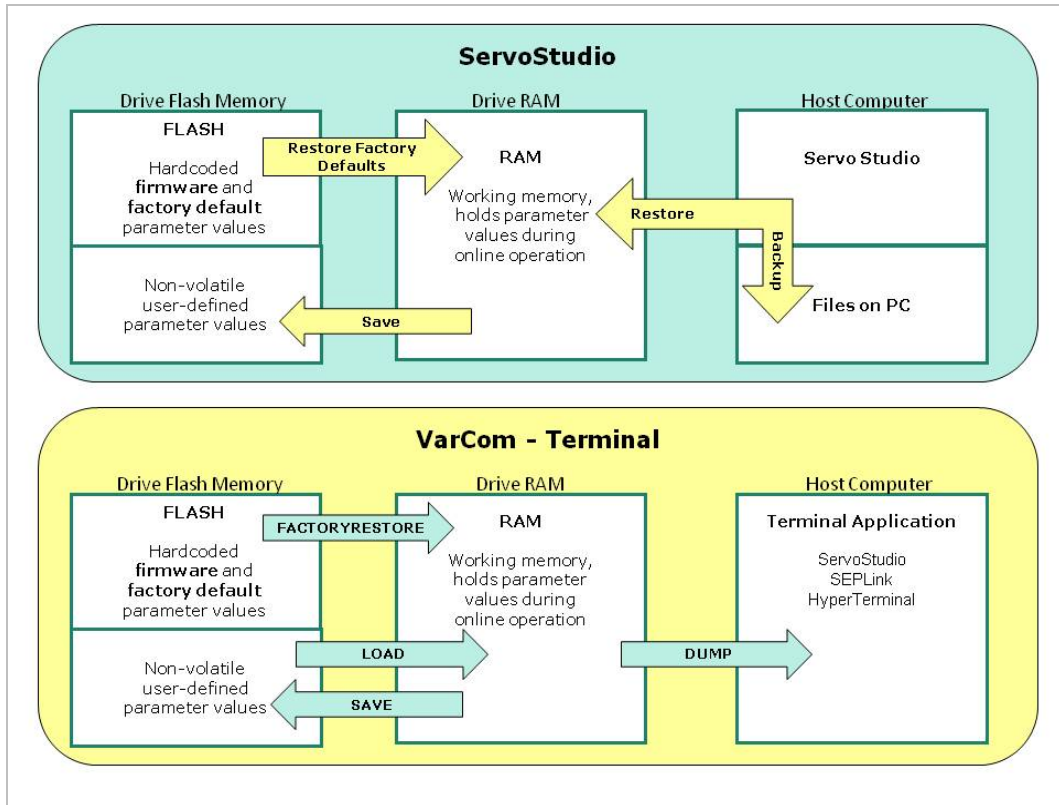 ServoStudio
Drive Flash Memory
FLASH
Hardcoded
firmware and
factory default
parameter values
Non-volatile
user-defined
parameter values
Restore Factory
Defaults
Save
Drive RAM
RAM
Working memory,
holds parameter
values during
online operation
Restore
Backup
Host Computer
Servo Studio
Files on PC
VarCom - Terminal
Drive Flash Memory
FLASH
Hardcoded
firmware and
factory default
parameter values
Non-volatile
user-defined
parameter values
FACTORYRESTORE
LOAD
SAVE
Drive RAM
RAM
Working memory,
holds parameter
values during
online operation
DUMP
Host Computer
Terminal Application
ServoStudio
SEPLink
HyperTerminal